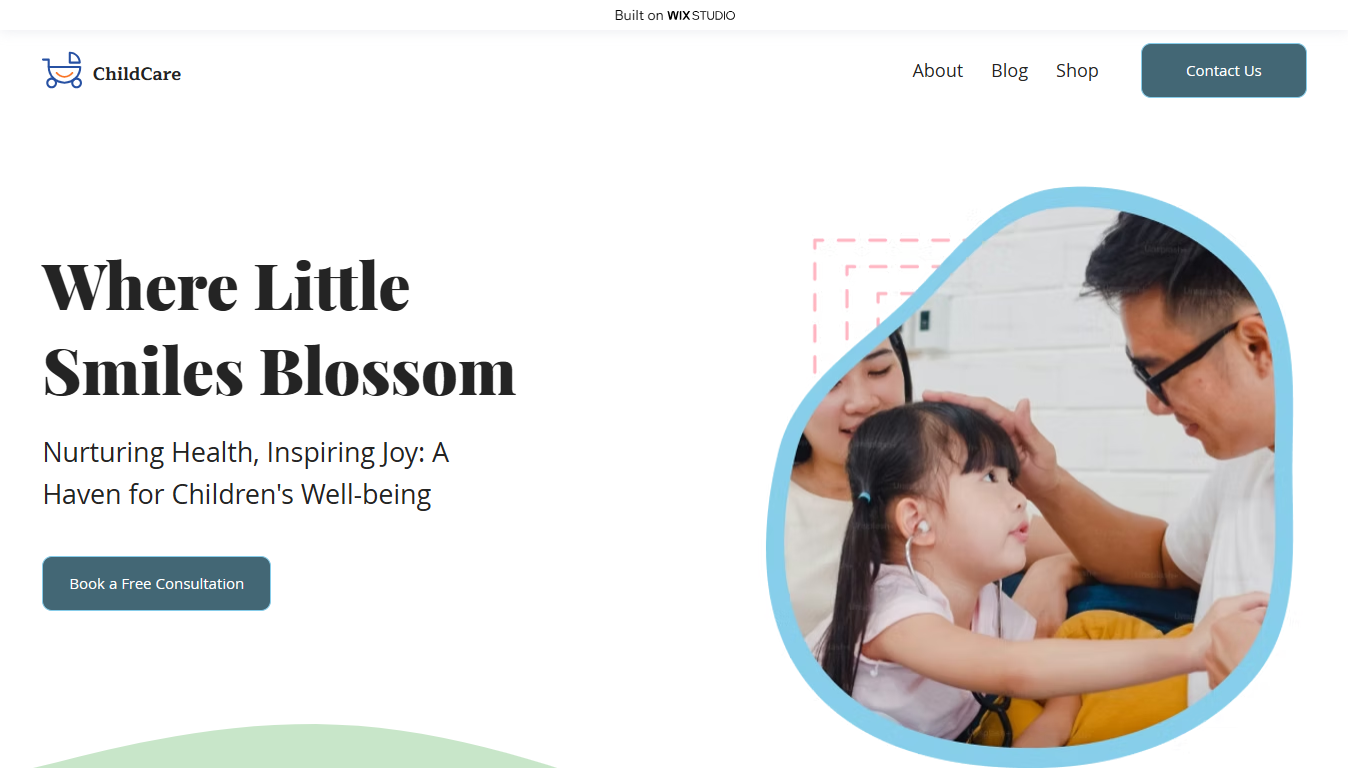 Built on WIX STUDIO
ChildCare
About Blog Shop Contact Us
Where Little
Smiles Blossom
Nurturing Health, Inspiring Joy: A
Haven for Children's Well-being
Book a Free Consultation